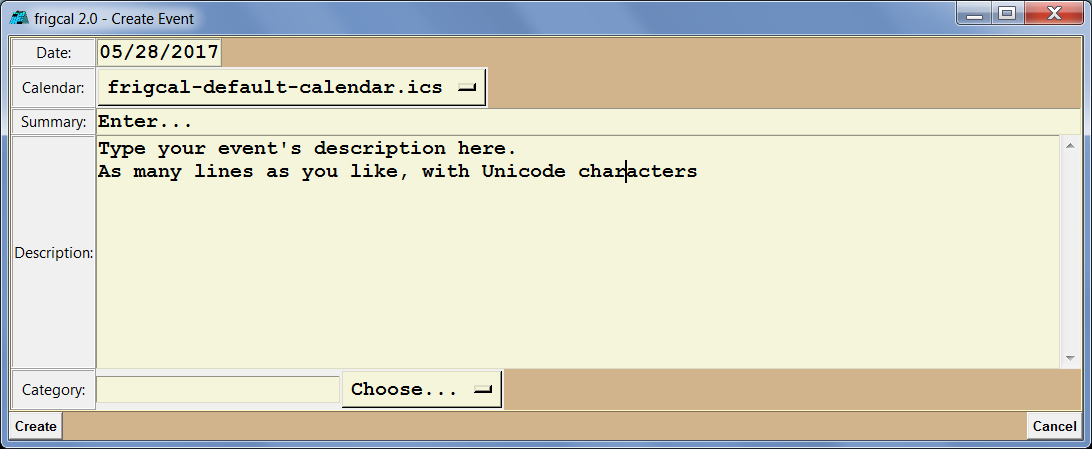 frigcal 2.0 - Create Event
Date: 05/28/2017
Calendar: frigcal-default-calendar.ics
Summary: Enter...
Type your event's description here.
As many lines as you like, with Unicode characters
Description:
Category: Choose...
Create Cancel